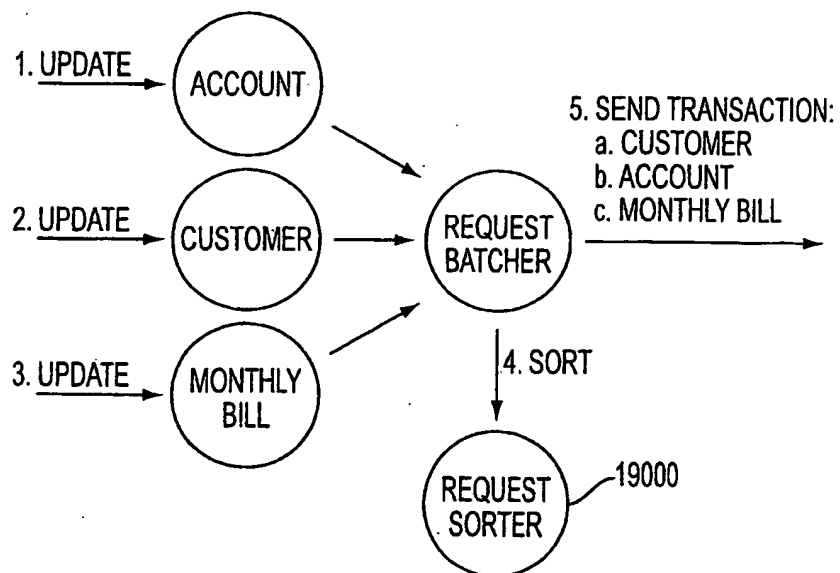 1. UPDATE
ACCOUNT
5. SEND TRANSACTION:
a. CUSTOMER
b. ACCOUNT
c. MONTHLY BILL
2. UPDATE
CUSTOMER
REQUEST
BATCHER
3. UPDATE
MONTHLY
BILL
4. SORT
REQUEST
SORTER
19000